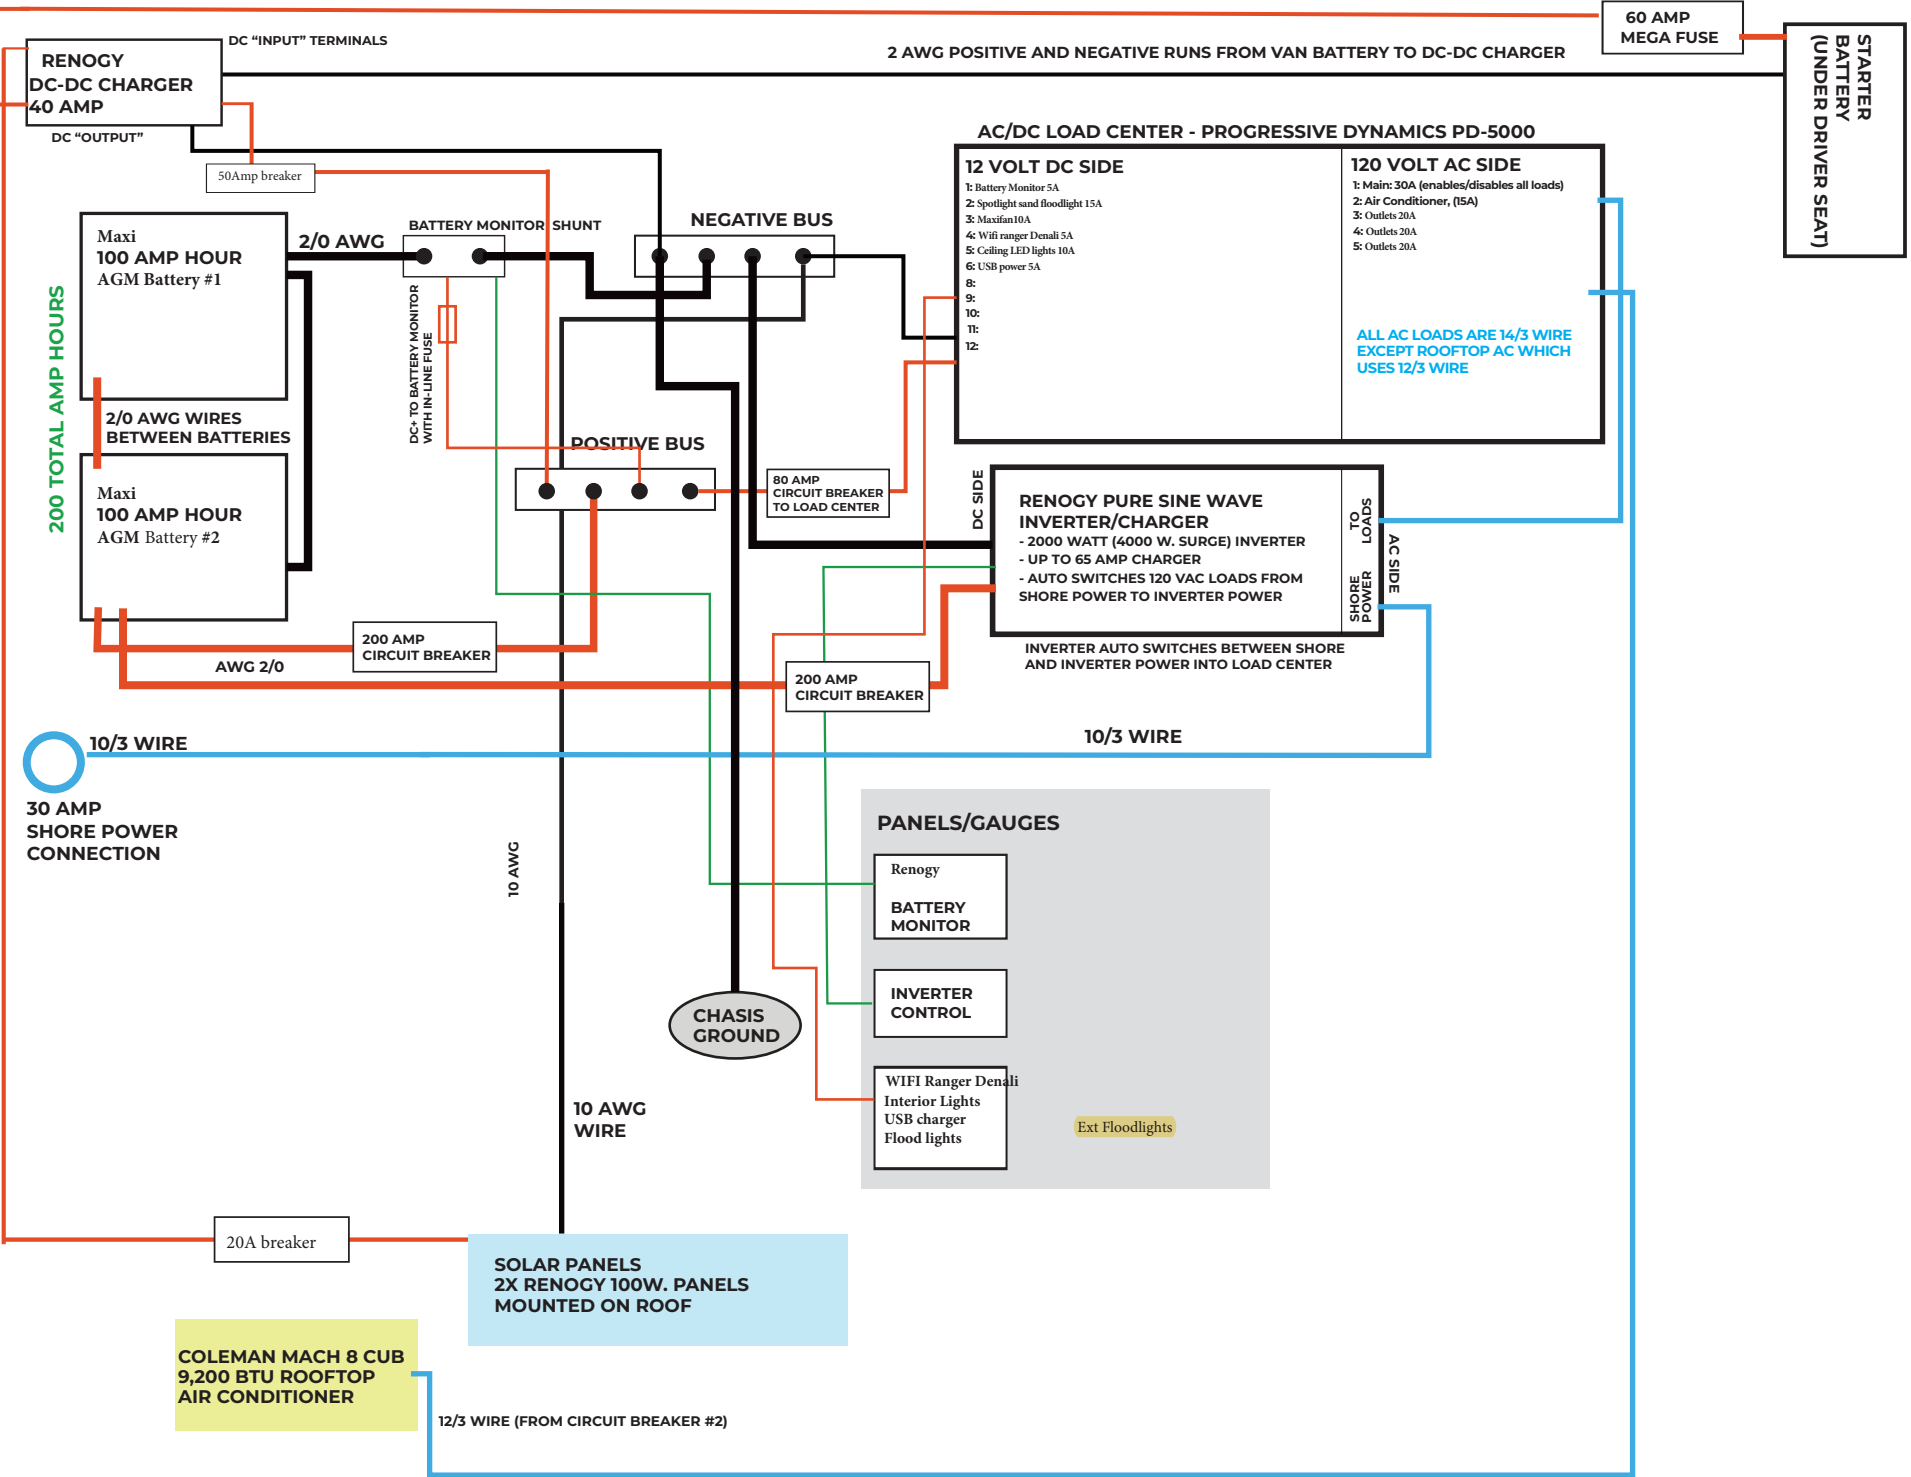 60 AMP
MEGA FUSE
STARTER
BATTERY
(UNDER DRIVER SEAT)
DC “INPUT” TERMINALS
2 AWG POSITIVE AND NEGATIVE RUNS FROM VAN BATTERY TO DC-DC CHARGER
RENOGY
DC-DC CHARGER
40 AMP
DC “OUTPUT”
50Amp breaker
AC/DC LOAD CENTER - PROGRESSIVE DYNAMICS PD-5000
12 VOLT DC SIDE
1: Battery Monitor 5A
2: Spotlight sand floodlight 15A
3: Maxifan10A
4: Wifi ranger Denali 5A
5: Ceiling LED lights 10A
6: USB power 5A
8:
9:
10:
11:
12:
120 VOLT AC SIDE
1: Main: 30A (enables/disables all loads)
2: Air Conditioner, (15A)
3: Outlets 20A
4: Outlets 20A
5: Outlets 20A
ALL AC LOADS ARE 14/3 WIRE
EXCEPT ROOFTOP AC WHICH
USES 12/3 WIRE
200 TOTAL AMP HOURS
Maxi
100 AMP HOUR
AGM Battery #1
2/0 AWG
BATTERY MONITOR SHUNT
NEGATIVE BUS
DC+ TO BATTERY MONITOR
WITH IN-LINE FUSE
2/0 AWG WIRES
BETWEEN BATTERIES
POSITIVE BUS
Maxi
100 AMP HOUR
AGM Battery #2
80 AMP
CIRCUIT BREAKER
TO LOAD CENTER
DC SIDE
RENOGY PURE SINE WAVE
INVERTER/CHARGER
- 2000 WATT (4000 W. SURGE) INVERTER
- UP TO 65 AMP CHARGER
- AUTO SWITCHES 120 VAC LOADS FROM
SHORE POWER TO INVERTER POWER
TO
LOADS
SHORE
POWER
AC SIDE
INVERTER AUTO SWITCHES BETWEEN SHORE
AND INVERTER POWER INTO LOAD CENTER
200 AMP
CIRCUIT BREAKER
AWG 2/0
200 AMP
CIRCUIT BREAKER
10/3 WIRE
10/3 WIRE
30 AMP
SHORE POWER
CONNECTION
10 AWG
PANELS/GAUGES
Renogy
BATTERY
MONITOR
INVERTER
CONTROL
CHASIS
GROUND
WIFI Ranger Denali
Interior Lights
USB charger
Flood lights
Ext Floodlights
10 AWG
WIRE
20A breaker
SOLAR PANELS
2X RENOGY 100W. PANELS
MOUNTED ON ROOF
COLEMAN MACH 8 CUB
9,200 BTU ROOFTOP
AIR CONDITIONER
12/3 WIRE (FROM CIRCUIT BREAKER #2)